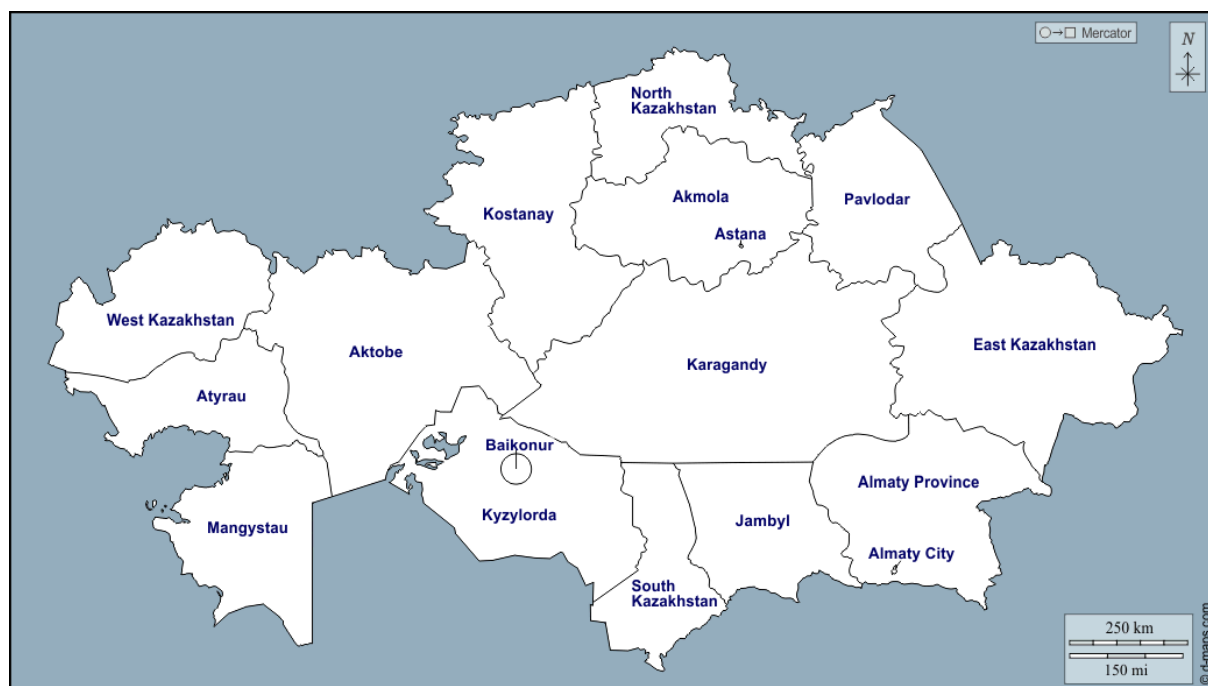 Mercator
N
North
Kazakhstan
Kostanay
Akmola
Pavlodar
Astana
West Kazakhstan
Aktobe
East Kazakhstan
Karagandy
Atyrau
Baikonur
Almaty Province
Kyzylorda
Jambyl
Mangystau
Almaty City
South
Kazakhstan
250 km
150 mi
© d-maps.com